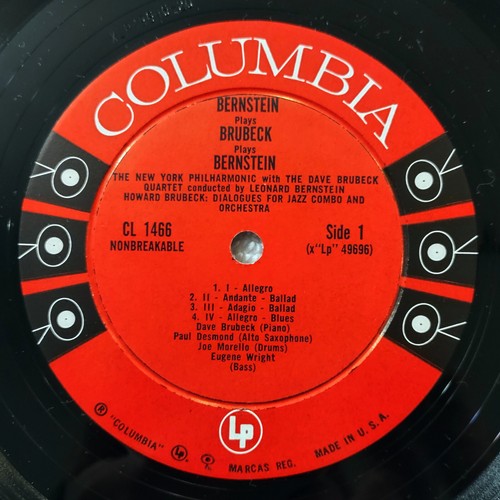 COLUMBIA
BERNSTEIN
Plays
BRUBECK
Plays
BERNSTEIN
THE NEW YORK PHILHARMONIC with THE DAVE BRUBECK
QUARTET conducted by LEONARD BERNSTEIN
HOWARD BRUBECK: DIALOGUES FOR JAZZ COMBO AND
ORCHESTRA
CL 1466
NONBREAKABLE
Side 1
(x"Lp" 49696)
1. I - Allegro
2. II - Andante - Ballad
3. III - Adagio - Ballad
4. IV - Allegro - Blues
Dave Brubeck (Piano)
Paul Desmond (Alto Saxophone)
Joe Morello (Drums)
Eugene Wright
(Bass)
Lp
® "COLUMBIA" Lp MARCAS REG. MADE IN U. S. A.